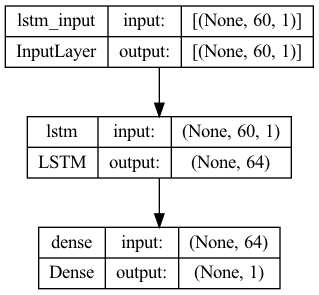 lstm_input input: [(None, 60, 1)]
InputLayer output: [(None, 60, 1)]
lstm input: (None, 60, 1)
LSTM output: (None, 64)
dense input: (None, 64)
Dense output: (None, 1)